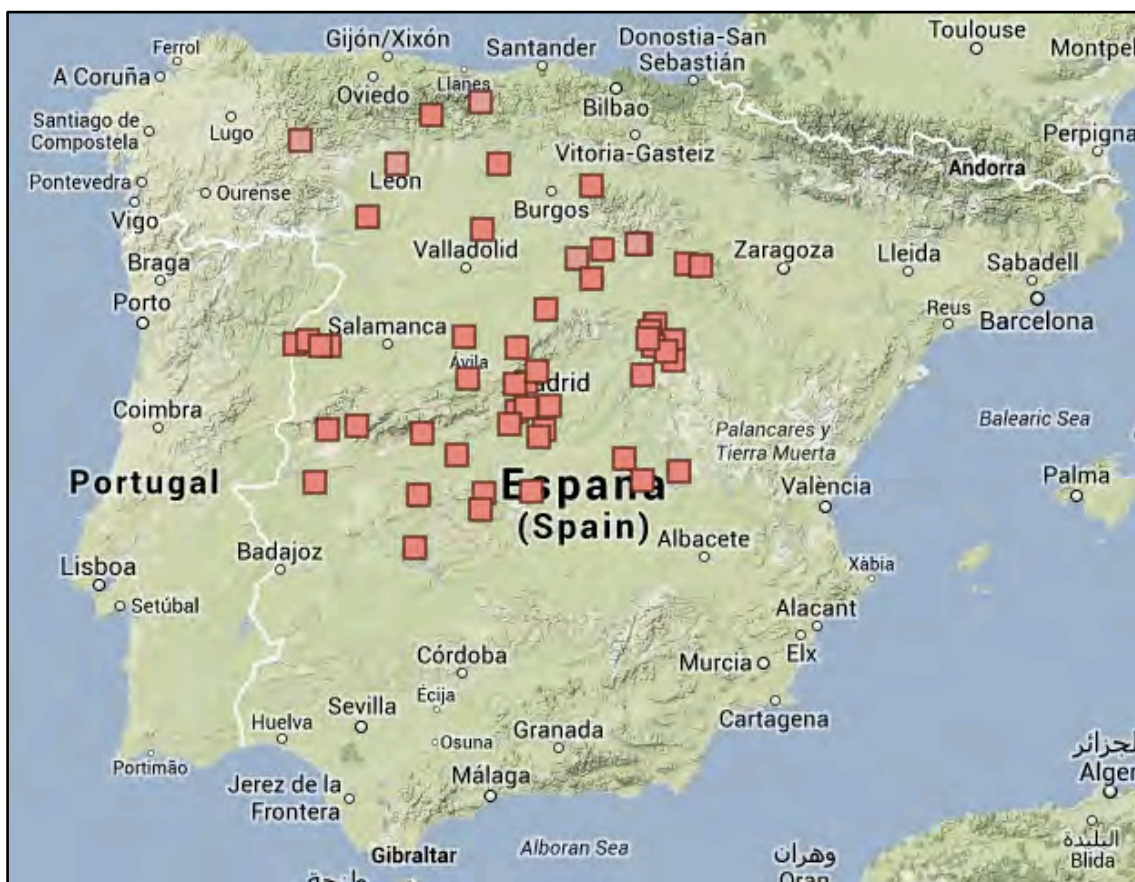 Toulouse
Donostia-San
Sebastián
Gijón/Xixón
Santander
Ferrol
Montpel
A Coruña
Llanes
Oviedo
Bilbao
Lugo
Santiago de
Compostela
Perpigna
Vitoria-Gasteiz
Andorra
León
Pontevedra
Ourense
Burgos
Vigo
Valladolid
Zaragoza
Lleida
Sabadell
Braga
Porto
Reus
Barcelona
Salamanca
Ávila
adrid
Coimbra
Balearic Sea
Palancares y
Tierra Muerta
Portugal
España
(Spain)
Palma
València
Albacete
Badajoz
Lisboa
Xàbia
Setúbal
Alacant
Elx
Córdoba
Murcia
Écija
Sevilla
Huelva
Cartagena
Osuna
Granada
Portimão
الجزائر
Alger
Málaga
Jerez de la
Frontera
البليدة
Blida
Alboran Sea
Gibraltar
وهران
Oran
طنجة